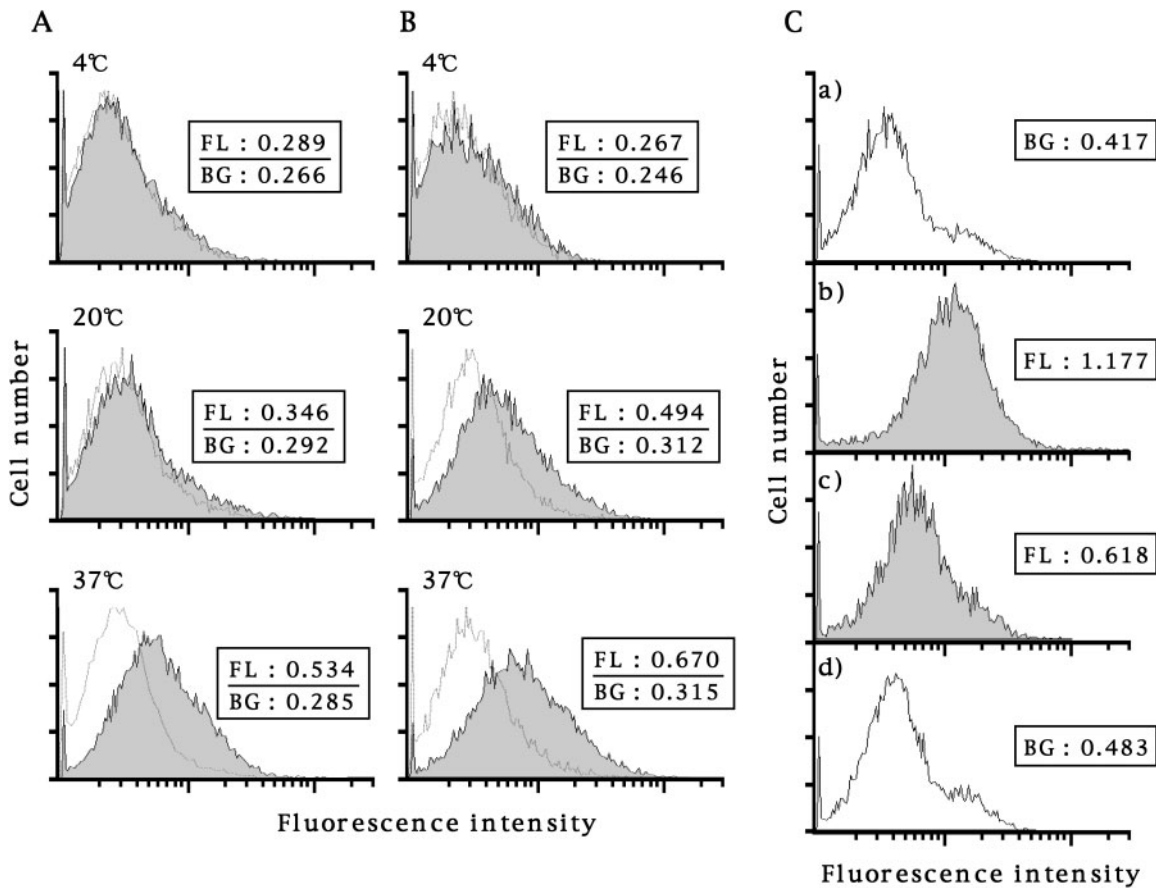 A
4℃
FL : 0.289
BG : 0.266
20℃
FL : 0.346
BG : 0.292
37℃
FL : 0.534
BG : 0.285
B
4℃
FL : 0.267
BG : 0.246
20℃
FL : 0.494
BG : 0.312
37℃
FL : 0.670
BG : 0.315
Cell number
Fluorescence intensity
C
a)
BG : 0.417
b)
FL : 1.177
c)
FL : 0.618
d)
BG : 0.483
Cell number
Fluorescence intensity